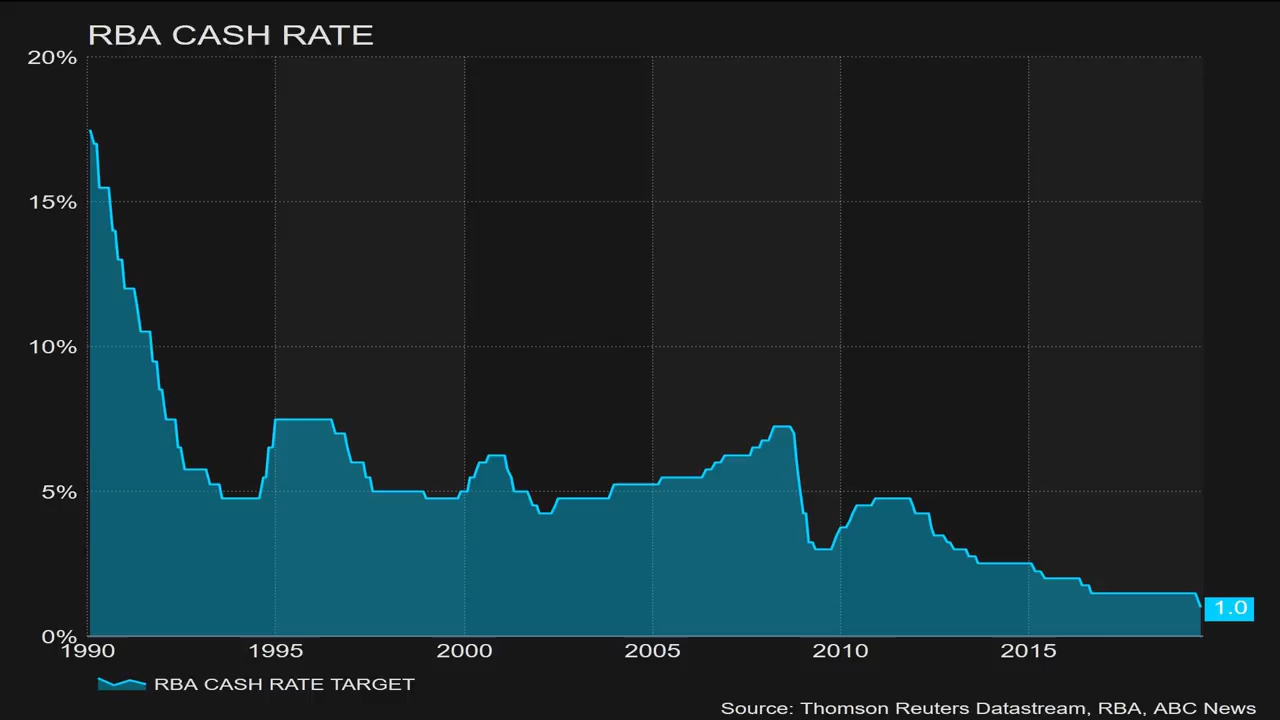 RBA CASH RATE
20%
15%
10%
5%
0%
1.0
1990 1995 2000 2005 2010 2015
RBA CASH RATE TARGET
Source: Thomson Reuters Datastream, RBA, ABC News